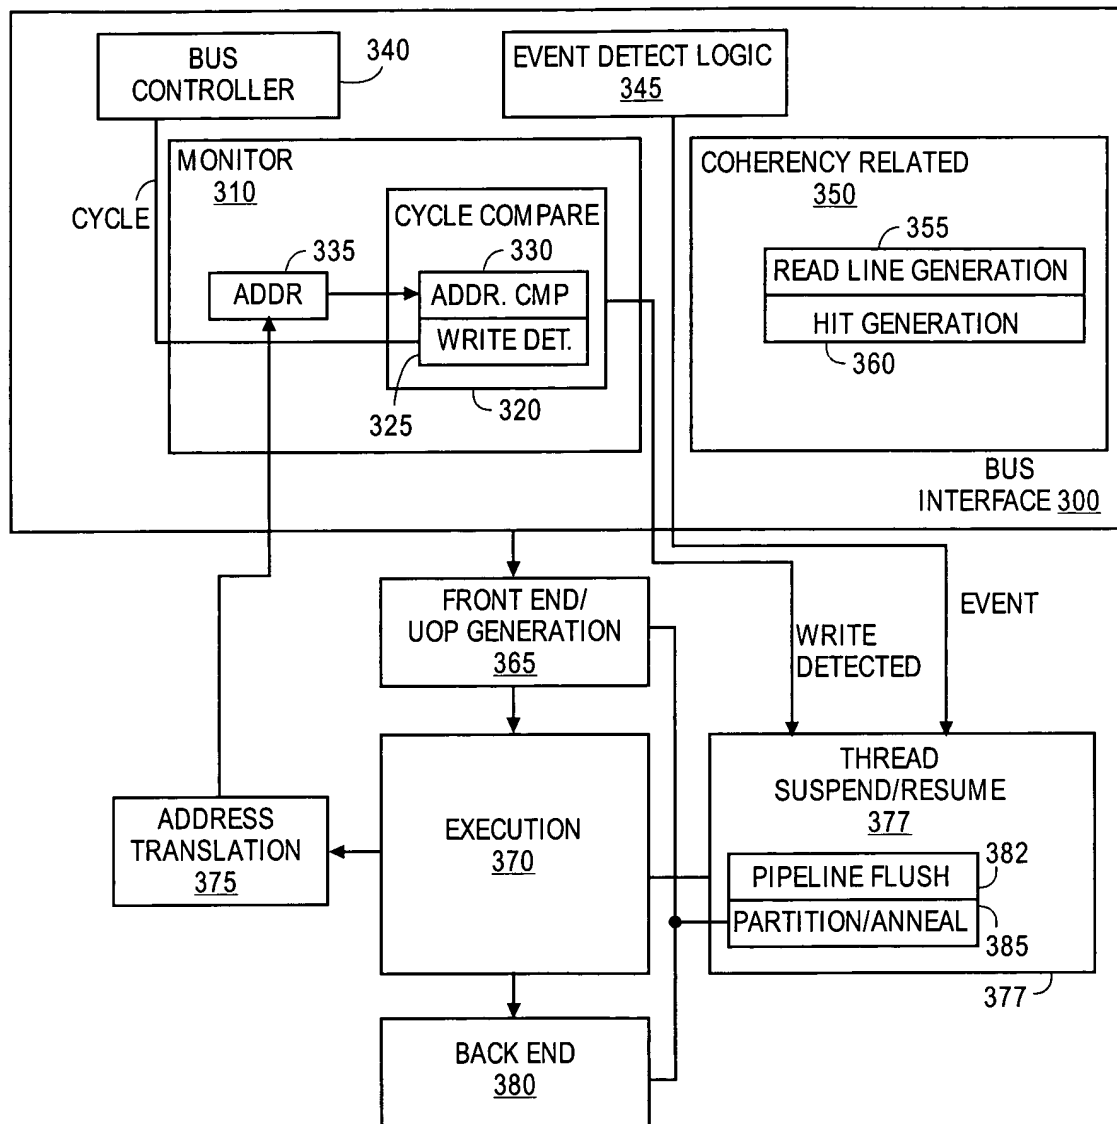 BUS
CONTROLLER
340
EVENT DETECT LOGIC
345
MONITOR
310
CYCLE
CYCLE COMPARE
335
ADDR
330
ADDR. CMP
WRITE DET.
325
320
COHERENCY RELATED
350
355
READ LINE GENERATION
HIT GENERATION
360
BUS
INTERFACE 300
FRONT END/
UOP GENERATION
365
WRITE
DETECTED
EVENT
ADDRESS
TRANSLATION
375
EXECUTION
370
THREAD
SUSPEND/RESUME
377
PIPELINE FLUSH
382
PARTITION/ANNEAL
385
377
BACK END
380